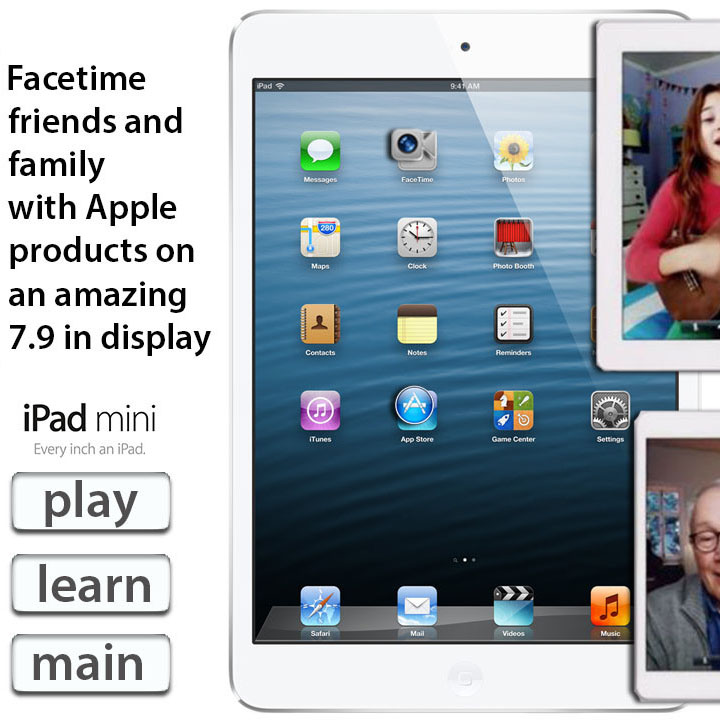 Facetime
friends and
family
with Apple
products on
an amazing
7.9 in display
iPad mini
Every inch an iPad.
play
learn
main
iPad 9:41 AM
Messages FaceTime Photos
280
Maps Clock Photo Booth
Contacts Notes Reminders
iTunes App Store Game Center Settings
Safari Mail Videos Music